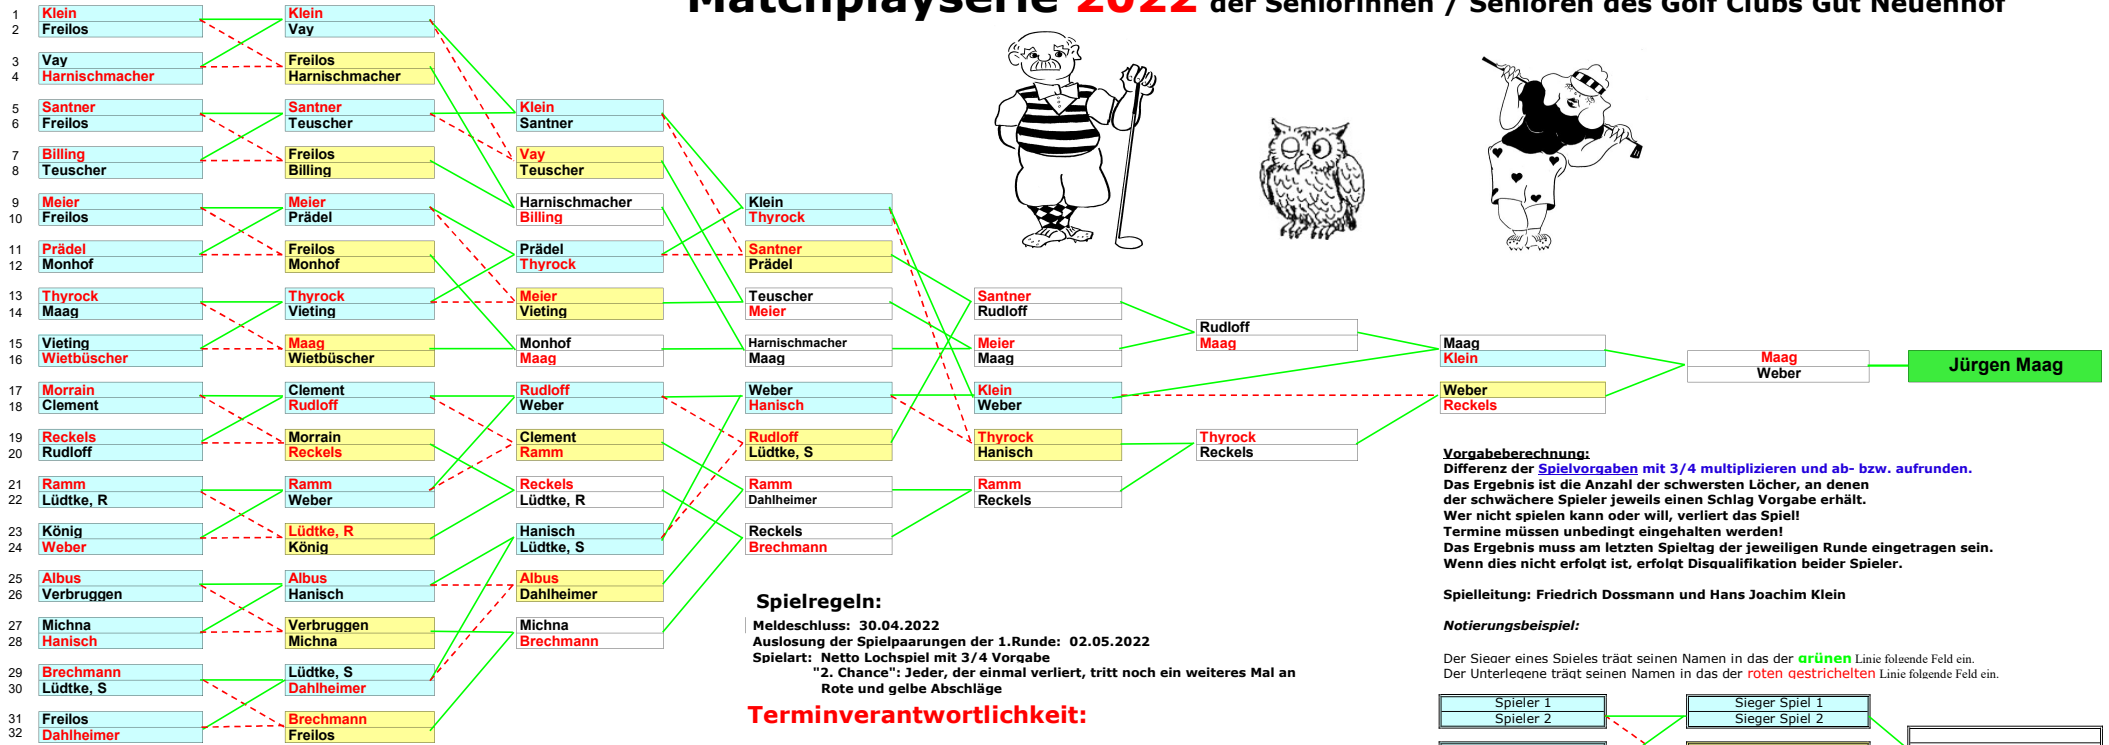 Matchplayserie 2022 der Seniorinnen / Senioren des Golf Clubs Gut Neuenhof
1 Klein
2 Freilos
3 Vay
4 Harnischmacher
5 Santner
6 Freilos
7 Billing
8 Teuscher
9 Meier
10 Freilos
11 Prädel
12 Monhof
13 Thyrock
14 Maag
15 Vieting
16 Wietbüscher
17 Morrain
18 Clement
19 Reckels
20 Rudloff
21 Ramm
22 Lüdtke, R
23 König
24 Weber
25 Albus
26 Verbruggen
27 Michna
28 Hanisch
29 Brechmann
30 Lüdtke, S
31 Freilos
32 Dahlheimer
Klein
Vay
Freilos
Harnischmacher
Santner
Teuscher
Freilos
Billing
Meier
Prädel
Freilos
Monhof
Thyrock
Vieting
Maag
Wietbüscher
Clement
Rudloff
Morrain
Reckels
Ramm
Weber
Lüdtke, R
König
Albus
Hanisch
Verbruggen
Michna
Lüdtke, S
Dahlheimer
Brechmann
Freilos
Klein
Santner
Vay
Teuscher
Harnischmacher
Billing
Prädel
Thyrock
Meier
Vieting
Monhof
Maag
Rudloff
Weber
Clement
Ramm
Reckels
Lüdtke, R
Hanisch
Lüdtke, S
Albus
Dahlheimer
Michna
Brechmann
Klein
Thyrock
Santner
Prädel
Teuscher
Meier
Harnischmacher
Maag
Weber
Hanisch
Rudloff
Lüdtke, S
Ramm
Dahlheimer
Reckels
Brechmann
Santner
Rudloff
Meier
Maag
Klein
Weber
Thyrock
Hanisch
Ramm
Reckels
Rudloff
Maag
Thyrock
Reckels
Maag
Klein
Weber
Reckels
Maag
Weber
Jürgen Maag
Spielregeln:
Meldeschluss: 30.04.2022
Auslosung der Spielpaarungen der 1.Runde: 02.05.2022
Spielart: Netto Lochspiel mit 3/4 Vorgabe
"2. Chance": Jeder, der einmal verliert, tritt noch ein weiteres Mal an
Rote und gelbe Abschläge
Terminverantwortlichkeit:
Vorgabeberechnung:
Differenz der Spielvorgaben mit 3/4 multiplizieren und ab- bzw. aufrunden.
Das Ergebnis ist die Anzahl der schwersten Löcher, an denen
der schwächere Spieler jeweils einen Schlag Vorgabe erhält.
Wer nicht spielen kann oder will, verliert das Spiel!
Termine müssen unbedingt eingehalten werden!
Das Ergebnis muss am letzten Spieltag der jeweiligen Runde eingetragen sein.
Wenn dies nicht erfolgt ist, erfolgt Disqualifikation beider Spieler.
Spielleitung: Friedrich Dossmann und Hans Joachim Klein
Notierungsbeispiel:
Der Sieger eines Spieles trägt seinen Namen in das der grünen Linie folgende Feld ein.
Der Unterlegene trägt seinen Namen in das der roten gestrichelten Linie folgende Feld ein.
Spieler 1
Spieler 2
Sieger Spiel 1
Sieger Spiel 2